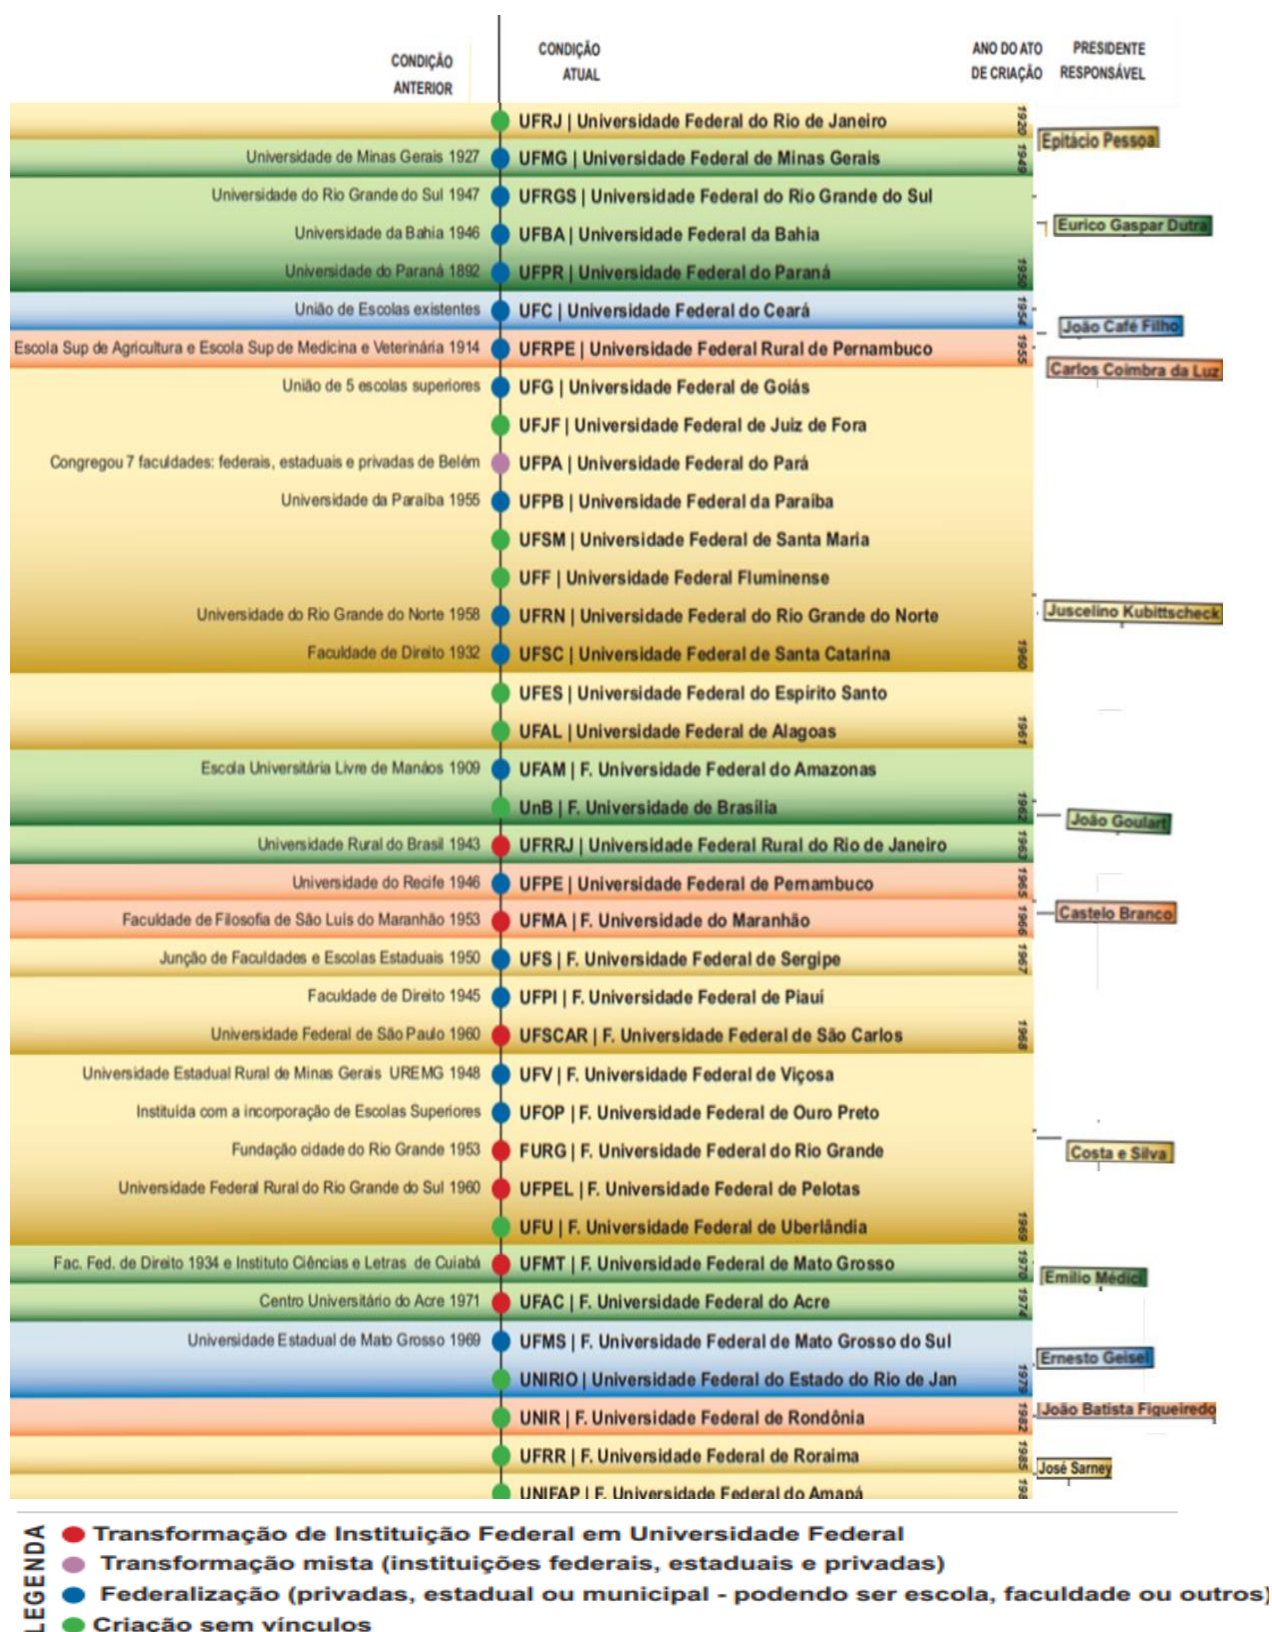 CONDIÇÃO ANTERIOR
CONDIÇÃO ATUAL
ANO DO ATO DE CRIAÇÃO
PRESIDENTE RESPONSÁVEL
UFRJ | Universidade Federal do Rio de Janeiro 1920
Epitácio Pessoa
Universidade de Minas Gerais 1927 UFMG | Universidade Federal de Minas Gerais 1949
Universidade do Rio Grande do Sul 1947 UFRGS | Universidade Federal do Rio Grande do Sul
Eurico Gaspar Dutra
Universidade da Bahia 1946 UFBA | Universidade Federal da Bahia
Universidade do Paraná 1892 UFPR | Universidade Federal do Paraná 1950
União de Escolas existentes UFC | Universidade Federal do Ceará 1954
João Café Filho
Escola Sup de Agricultura e Escola Sup de Medicina e Veterinária 1914 UFRPE | Universidade Federal Rural de Pernambuco 1955
Carlos Coimbra da Luz
União de 5 escolas superiores UFG | Universidade Federal de Goiás
UFJF | Universidade Federal de Juiz de Fora
Congregou 7 faculdades: federais, estaduais e privadas de Belém UFPA | Universidade Federal do Pará
Universidade da Paraíba 1955 UFPB | Universidade Federal da Paraíba
UFSM | Universidade Federal de Santa Maria
UFF | Universidade Federal Fluminense
Universidade do Rio Grande do Norte 1958 UFRN | Universidade Federal do Rio Grande do Norte
Juscelino Kubittscheck
Faculdade de Direito 1932 UFSC | Universidade Federal de Santa Catarina 1960
UFES | Universidade Federal do Espírito Santo
UFAL | Universidade Federal de Alagoas 1961
Escola Universitária Livre de Manáos 1909 UFAM | F. Universidade Federal do Amazonas
UnB | F. Universidade de Brasília 1962
João Goulart
Universidade Rural do Brasil 1943 UFRRJ | Universidade Federal Rural do Rio de Janeiro 1963
Universidade do Recife 1946 UFPE | Universidade Federal de Pernambuco 1965
Castelo Branco
Faculdade de Filosofia de São Luís do Maranhão 1953 UFMA | F. Universidade do Maranhão 1966
Junção de Faculdades e Escolas Estaduais 1950 UFS | F. Universidade Federal de Sergipe 1967
Faculdade de Direito 1945 UFPI | F. Universidade Federal de Piauí
Universidade Federal de São Paulo 1960 UFSCAR | F. Universidade Federal de São Carlos 1968
Universidade Estadual Rural de Minas Gerais UREMG 1948 UFV | F. Universidade Federal de Viçosa
Instituída com a incorporação de Escolas Superiores UFOP | F. Universidade Federal de Ouro Preto
Fundação cidade do Rio Grande 1953 FURG | F. Universidade Federal do Rio Grande
Costa e Silva
Universidade Federal Rural do Rio Grande do Sul 1960 UFPEL | F. Universidade Federal de Pelotas
UFU | F. Universidade Federal de Uberlândia 1969
Fac. Fed. de Direito 1934 e Instituto Ciências e Letras de Cuiabá UFMT | F. Universidade Federal de Mato Grosso 1970
Emílio Médici
Centro Universitário do Acre 1971 UFAC | F. Universidade Federal do Acre 1974
Universidade Estadual de Mato Grosso 1969 UFMS | F. Universidade Federal de Mato Grosso do Sul
Ernesto Geisel
UNIRIO | Universidade Federal do Estado do Rio de Jan 1979
UNIR | F. Universidade Federal de Rondônia 1982
João Batista Figueiredo
UFRR | F. Universidade Federal de Roraima 1985
José Sarney
UNIFAP | F. Universidade Federal do Amapá
LEGENDA
Transformação de Instituição Federal em Universidade Federal
Transformação mista (instituições federais, estaduais e privadas)
Federalização (privadas, estadual ou municipal - podendo ser escola, faculdade ou outros)
Criação sem vínculos